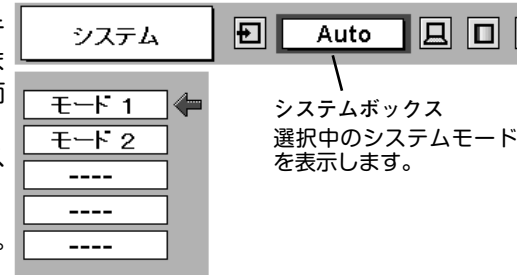 システム
Auto
モード 1
モード 2
----
----
----
システムボックス
選択中のシステムモード
を表示します。